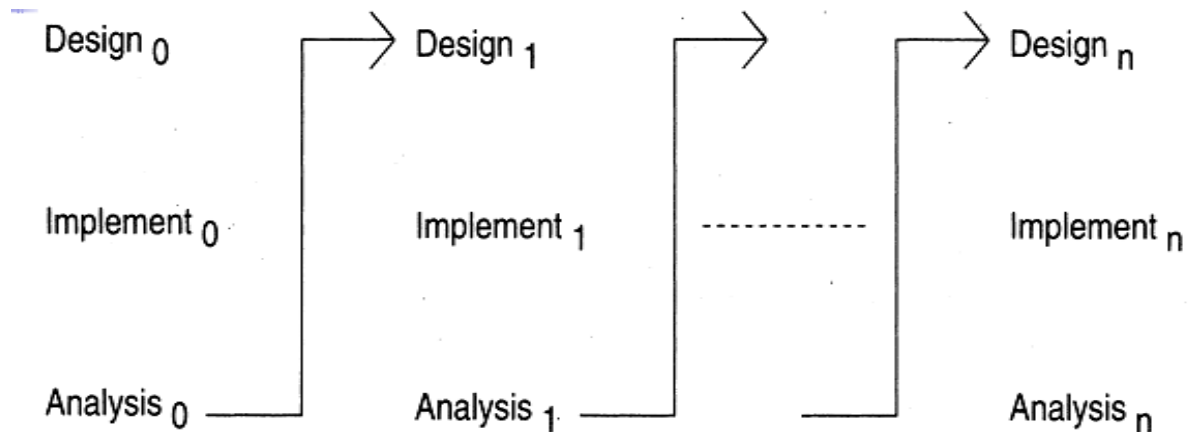 Design 0 Design 1 Design n
Implement 0 Implement 1 Implement n
Analysis 0 Analysis 1 Analysis n